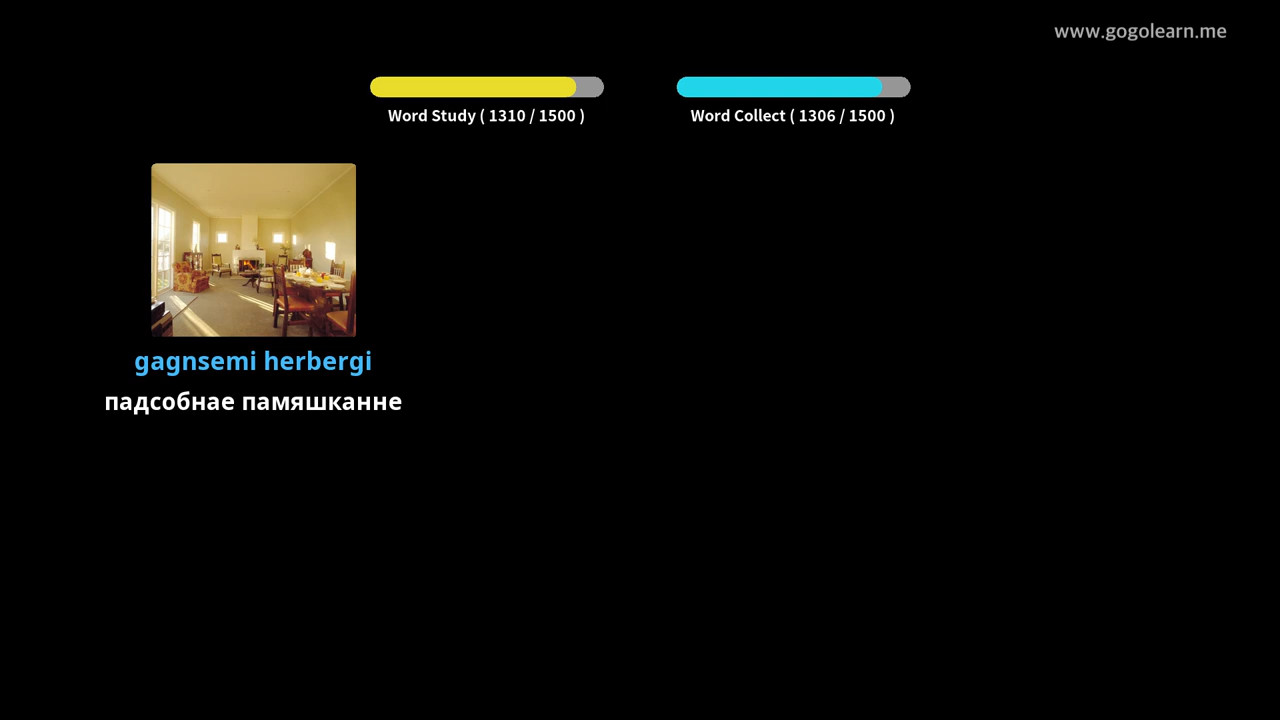 www.gogolearn.me
Word Study ( 1310 / 1500 )
Word Collect ( 1306 / 1500 )
gagnsemi herbergi
падсобнае памяшканне